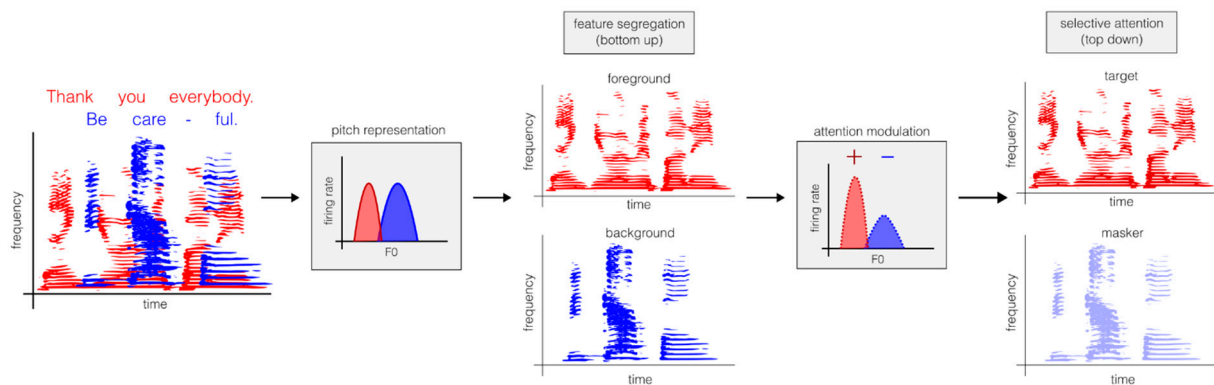 Thank you everybody.
Be care - ful.
frequency
time
pitch representation
firing rate
F0
feature segregation
(bottom up)
foreground
frequency
time
background
frequency
time
attention modulation
+ −
firing rate
F0
selective attention
(top down)
target
frequency
time
masker
frequency
time